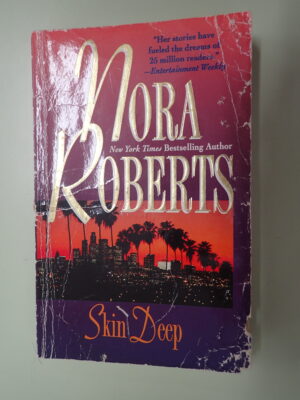 "Her stories have
fueled the dreams of
25 million readers"
—Entertainment Weekly
NORA
New York Times Bestselling Author
ROBERTS
Skin Deep